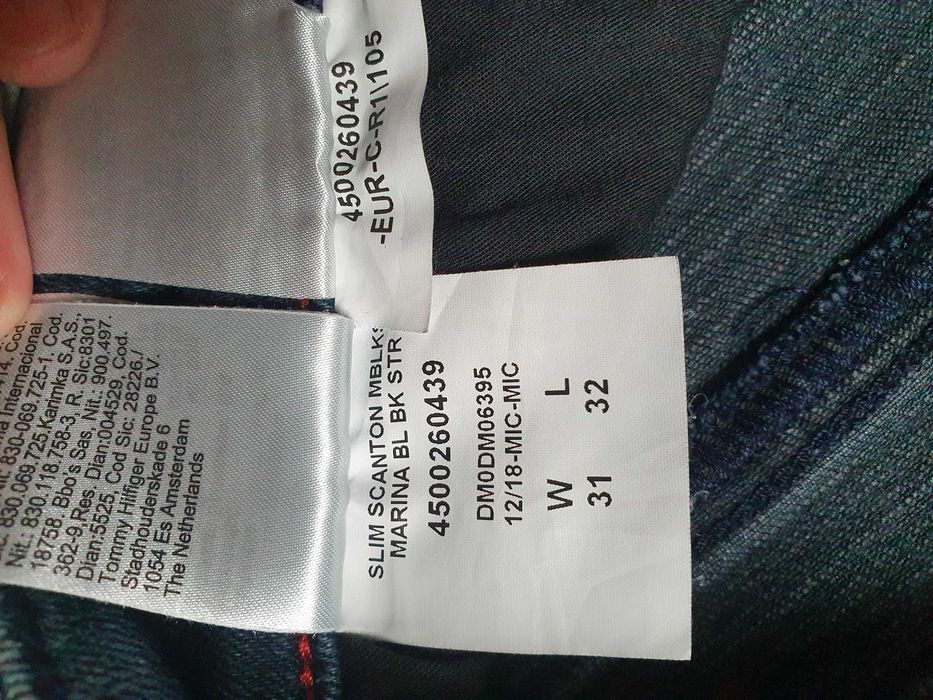 4500260439
-EUR-C-R1\105
Nit. 830-069.725-1, Cod.
18758, Bbo's Sas, Nit.: 900.497.
362-9,Res. Dian:004529, Cod.
Dian:5525, Cod Sic: 282226./
Tommy Hilfiger Europe B.V.
Stadhouderskade 6
1054 Es Amsterdam
The Netherlands
SLIM SCANTON MBLKS
MARINA BL BK STR
4500260439
DM0DM06395
12/18-MIC-MIC
W L
31 32